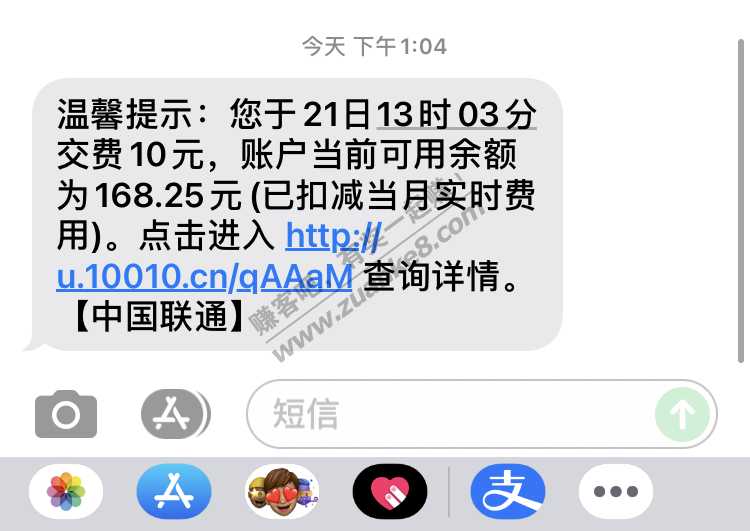 今天 下午1:04
温馨提示：您于21日13时03分
交费10元，账户当前可用余额
为168.25元(已扣减当月实时费
用)。点击进入 http://
u.10010.cn/qAAaM 查询详情。
【中国联通】
赚客吧，有奖一起赚！
www.zuanke8.com
短信
支